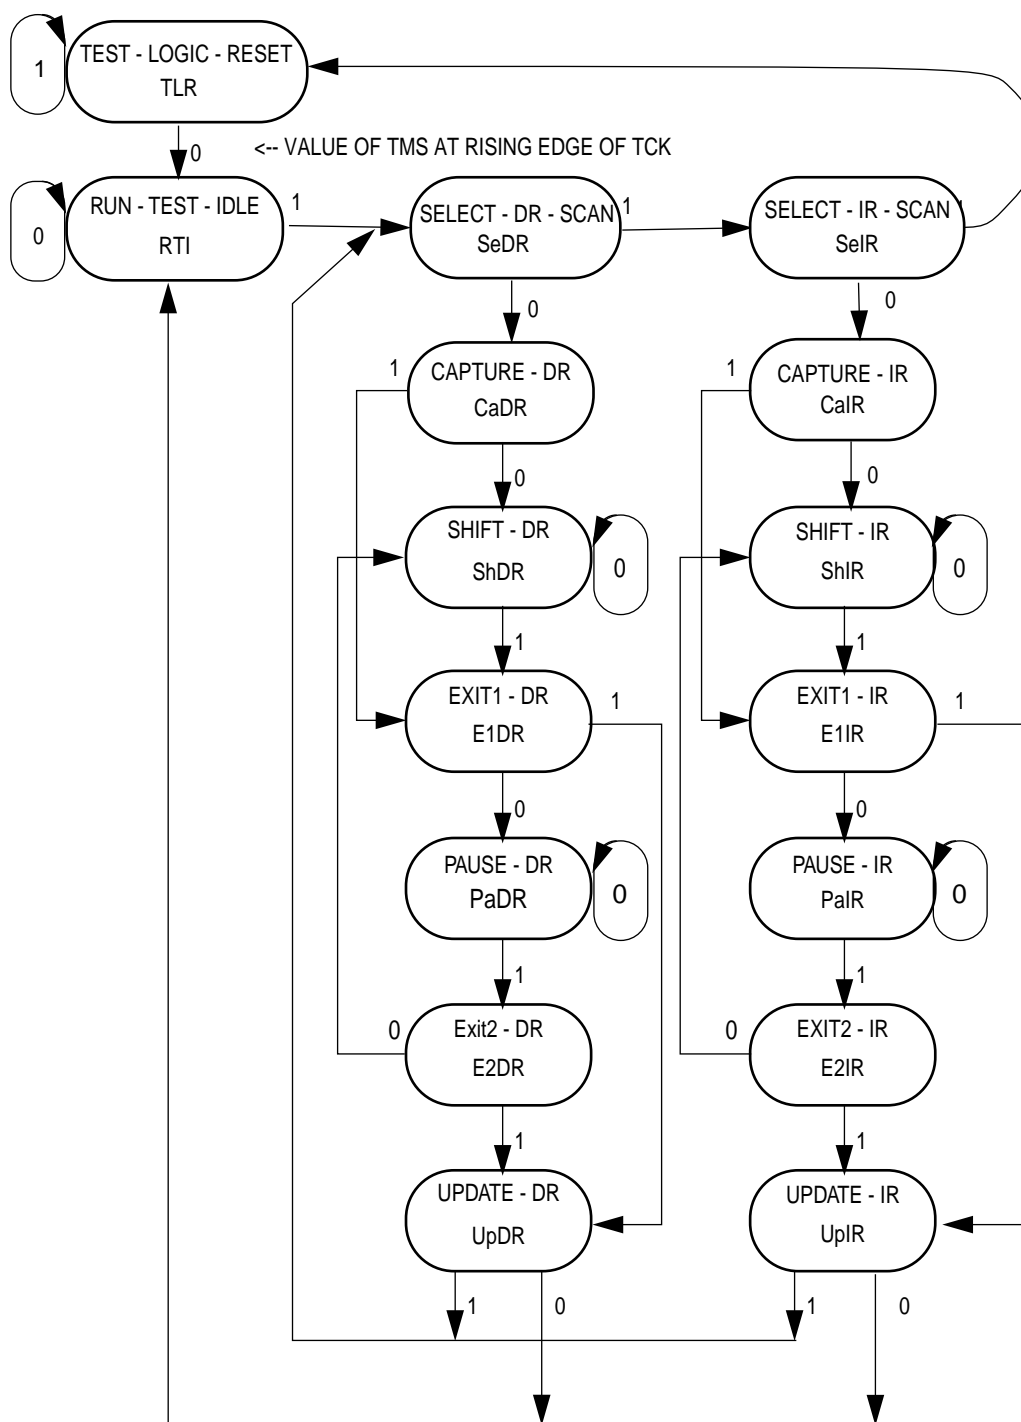 TEST - LOGIC - RESET
TLR
1
0
<-- VALUE OF TMS AT RISING EDGE OF TCK
RUN - TEST - IDLE
RTI
0
1
SELECT - DR - SCAN
SeDR
1
SELECT - IR - SCAN
SeIR
1
0
0
1
CAPTURE - DR
CaDR
1
CAPTURE - IR
CaIR
0
0
SHIFT - DR
ShDR
0
SHIFT - IR
ShIR
0
1
1
EXIT1 - DR
E1DR
1
EXIT1 - IR
E1IR
1
0
0
PAUSE - DR
PaDR
0
PAUSE - IR
PaIR
0
1
1
0
Exit2 - DR
E2DR
0
EXIT2 - IR
E2IR
1
1
UPDATE - DR
UpDR
UPDATE - IR
UpIR
1
0
1
0